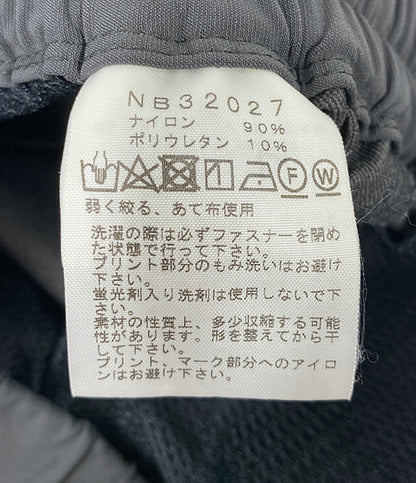 NB32027
ナイロン 90%
ポリウレタン 10%
F W
弱く絞る、あて布使用
洗濯の際は必ずファスナーを閉め
た状態で行って下さい。
プリント部分のもみ洗いはお避け
下さい。
蛍光剤入り洗剤は使用しないで下
さい。
素材の性質上、多少収縮する可能
性があります。形を整えてから干
して下さい。
プリント、マーク部分へのアイロ
ンはお避け下さい。